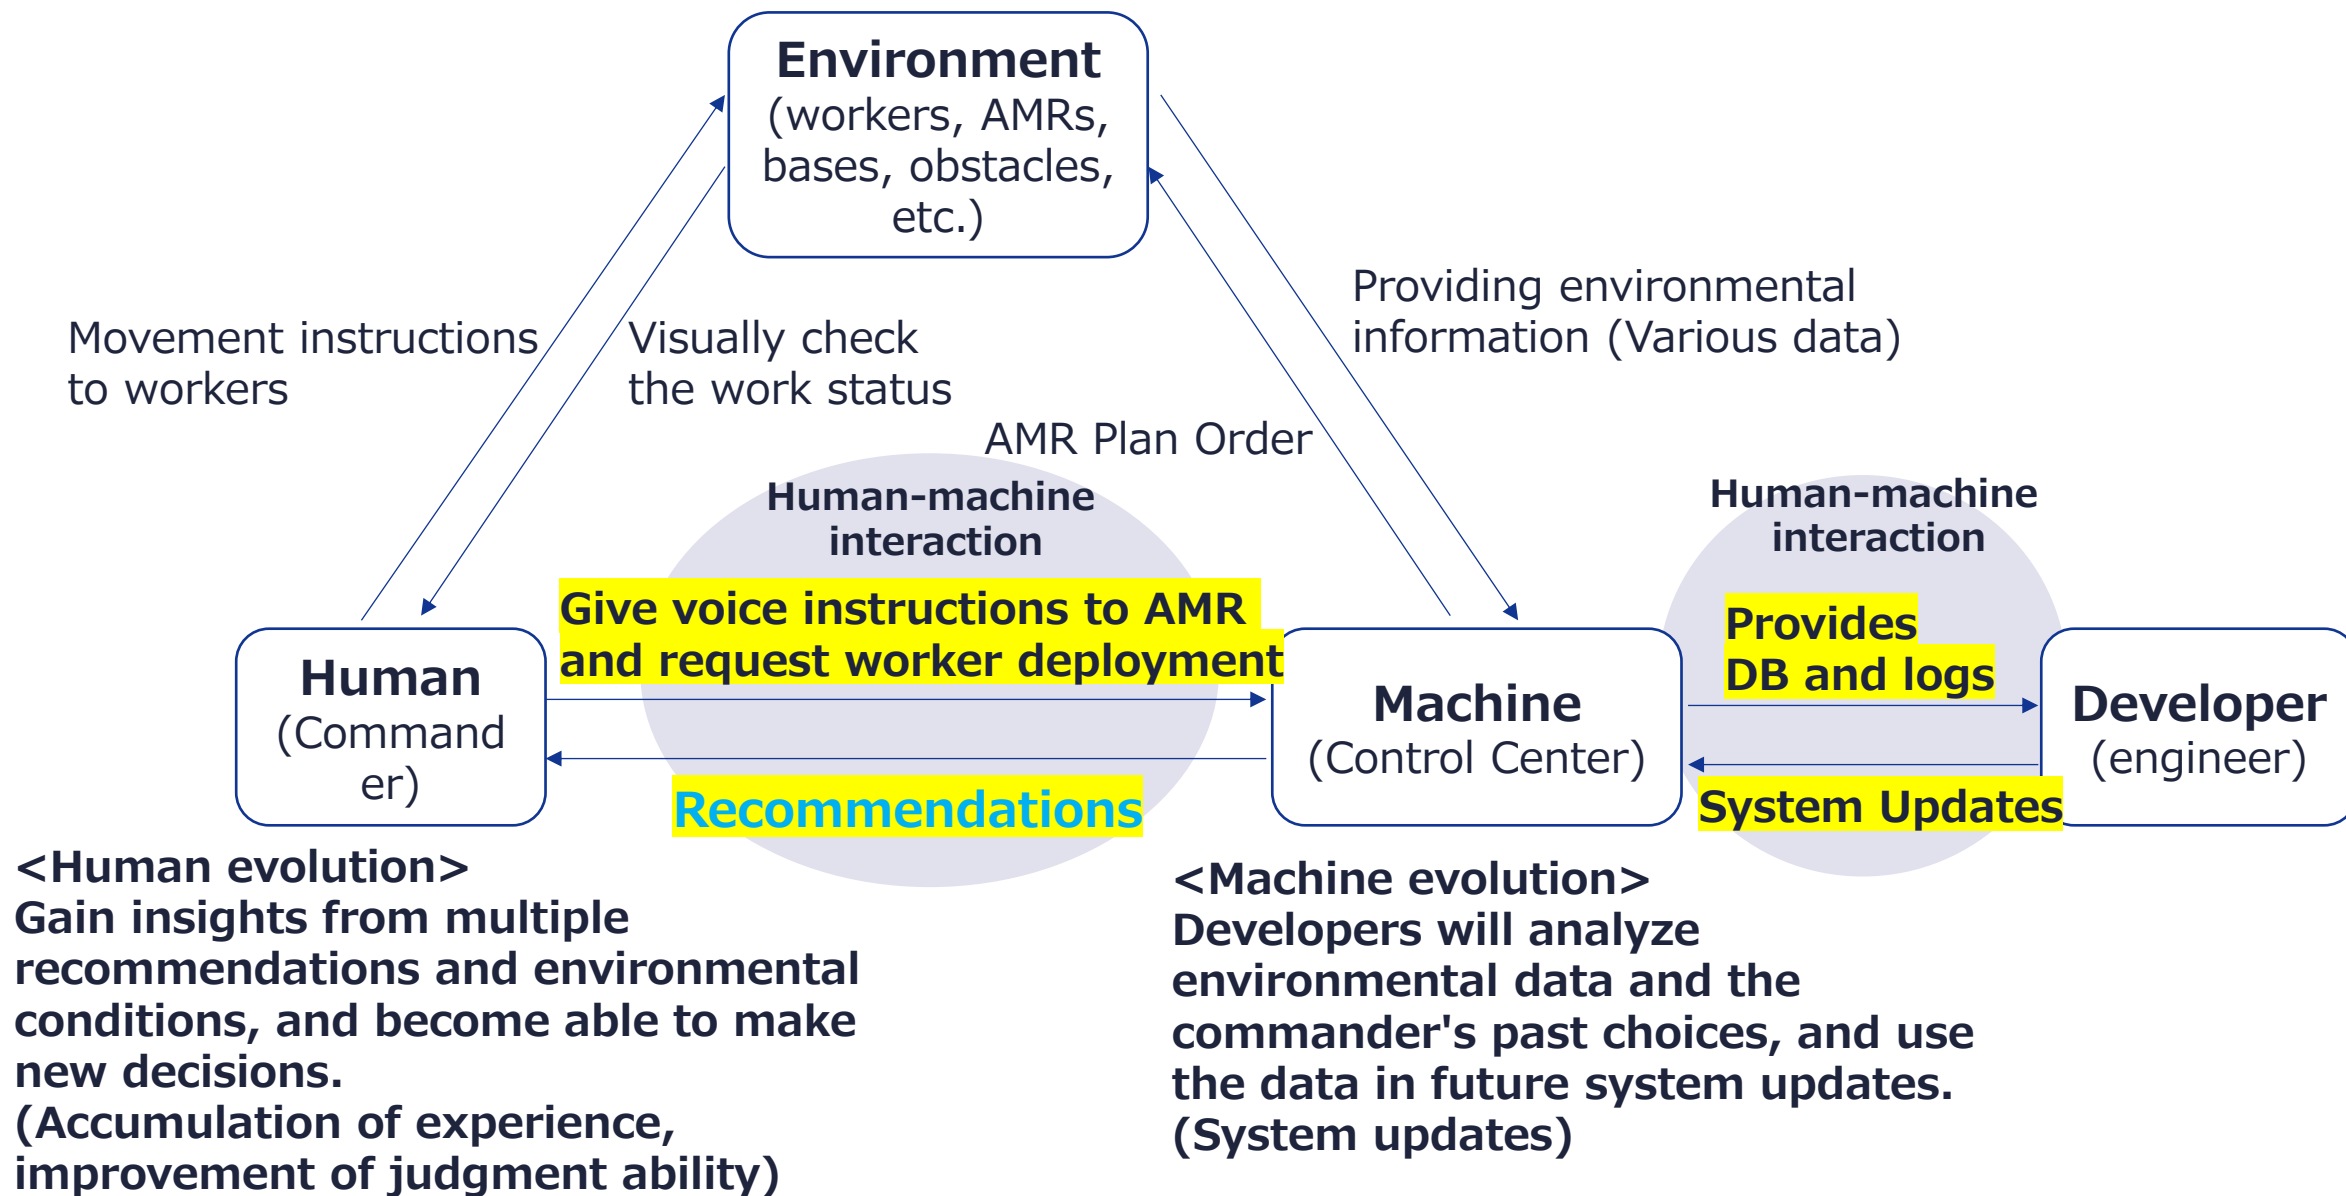 Environment
(workers, AMRs,
bases, obstacles,
etc.)
Movement instructions
to workers
Visually check
the work status
Providing environmental
information (Various data)
AMR Plan Order
Human-machine
interaction
Human-machine
interaction
Give voice instructions to AMR
and request worker deployment
Provides
DB and logs
Human
(Command
er)
Machine
(Control Center)
Developer
(engineer)
Recommendations
System Updates
<Human evolution>
Gain insights from multiple
recommendations and environmental
conditions, and become able to make
new decisions.
(Accumulation of experience,
improvement of judgment ability)
<Machine evolution>
Developers will analyze
environmental data and the
commander's past choices, and use
the data in future system updates.
(System updates)